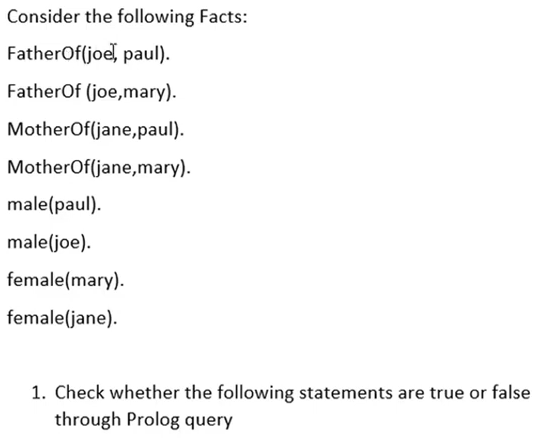 Consider the following Facts:
FatherOf(joe, paul).
FatherOf (joe,mary).
MotherOf(jane,paul).
MotherOf(jane,mary).
male(paul).
male(joe).
female(mary).
female(jane).
1. Check whether the following statements are true or false
through Prolog query